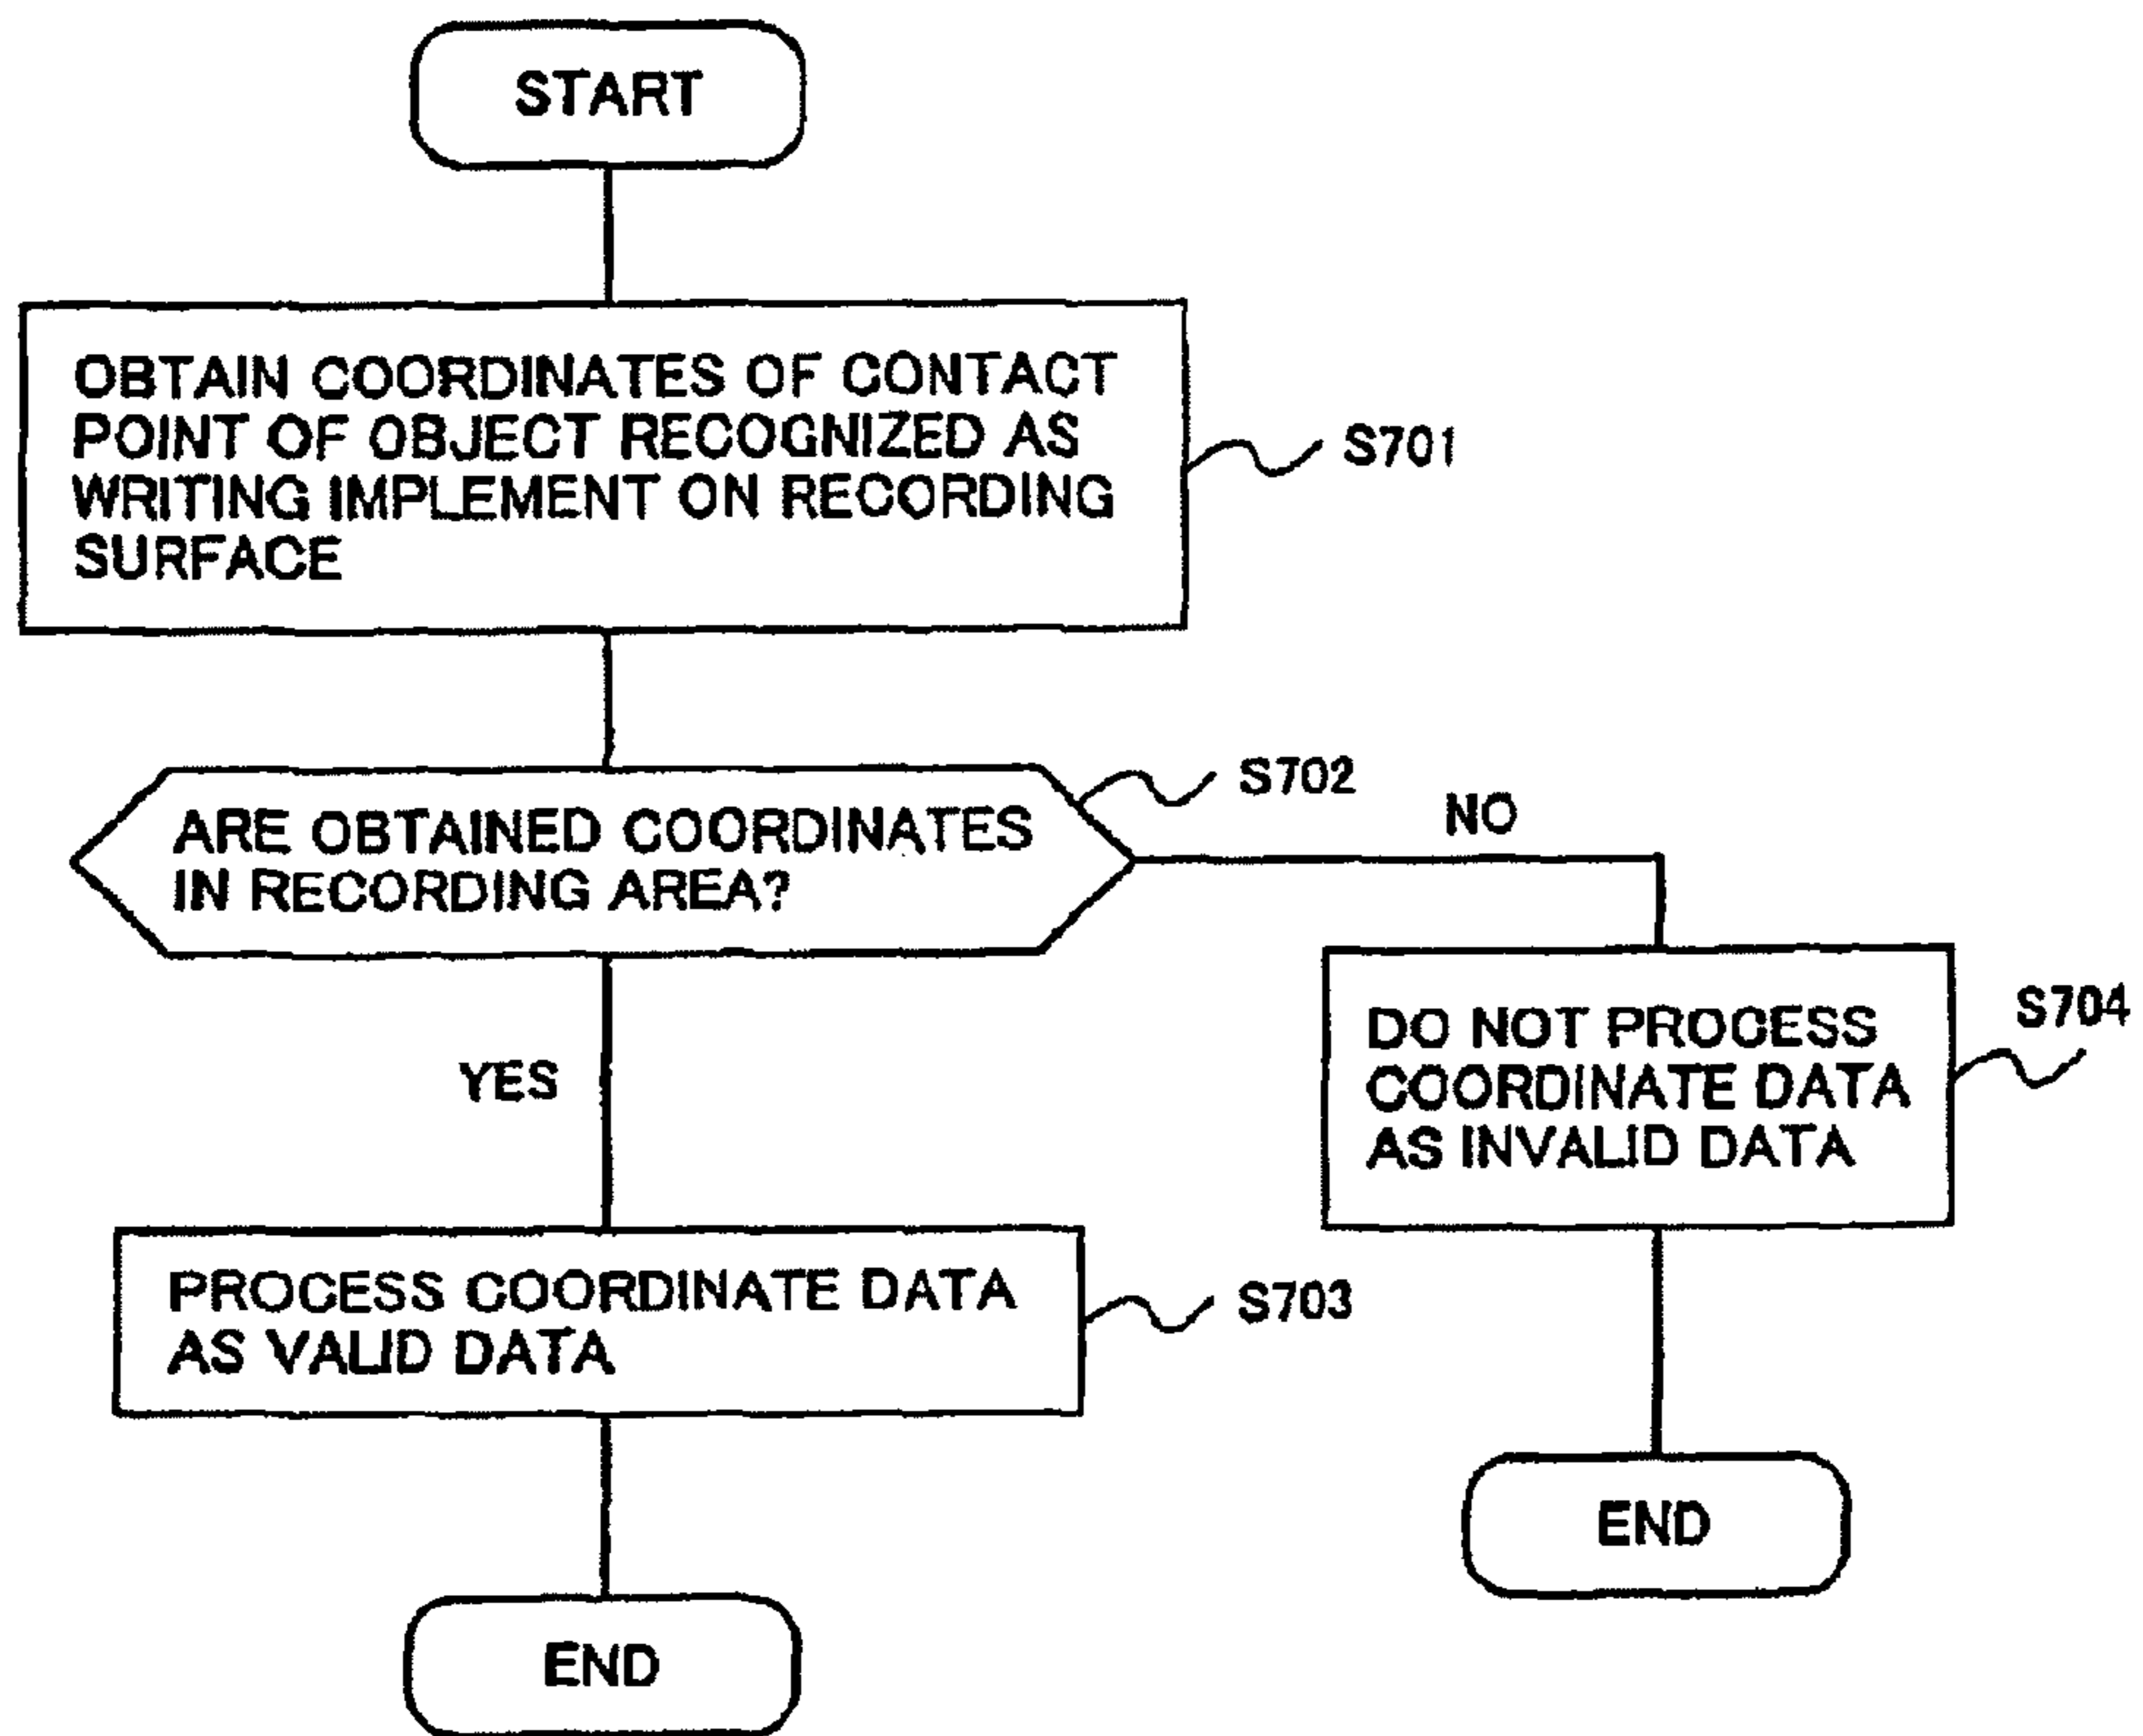 START
OBTAIN COORDINATES OF CONTACT
POINT OF OBJECT RECOGNIZED AS
WRITING IMPLEMENT ON RECORDING
SURFACE
S701
S702
ARE OBTAINED COORDINATES
IN RECORDING AREA?
NO
YES
DO NOT PROCESS
COORDINATE DATA
AS INVALID DATA
S704
PROCESS COORDINATE DATA
AS VALID DATA
S703
END
END